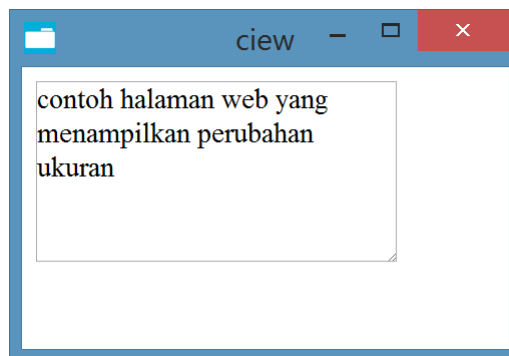 ciew
contoh halaman web yang
menampilkan perubahan
ukuran